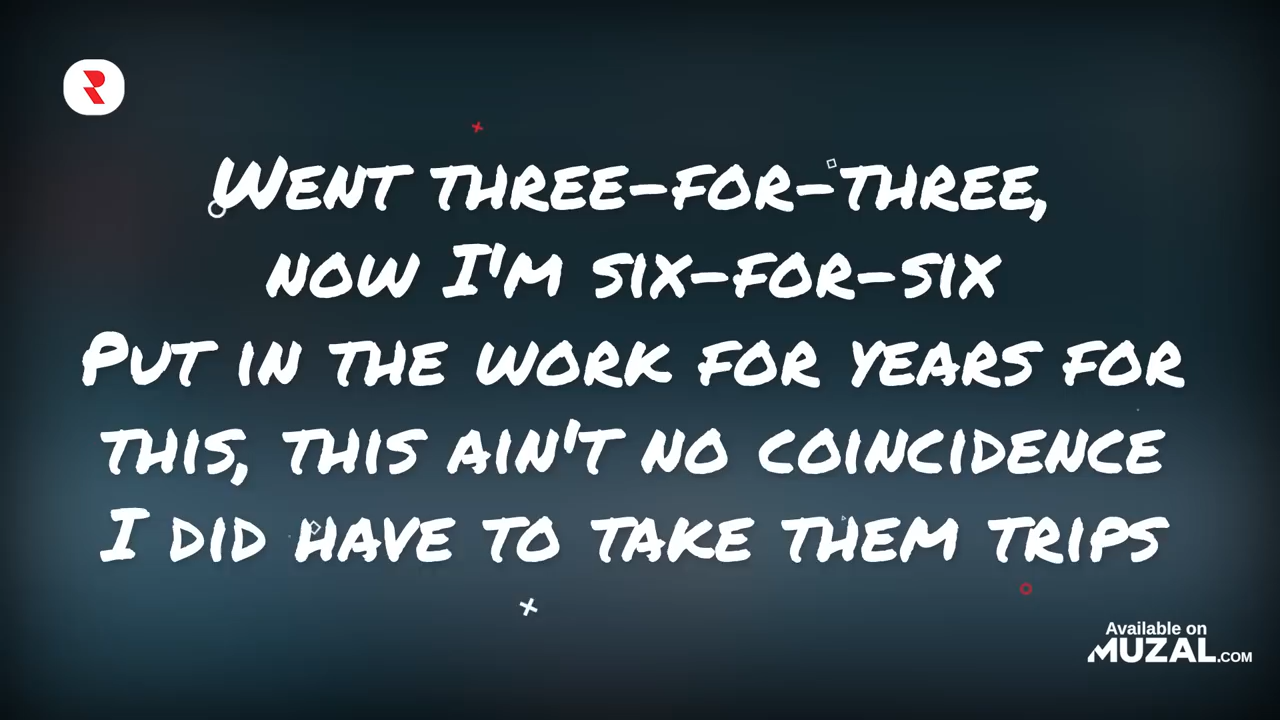 Went three-for-three,
now I'm six-for-six
Put in the work for years for
this, this ain't no coincidence
I did have to take them trips
Available on
MUZAL.COM